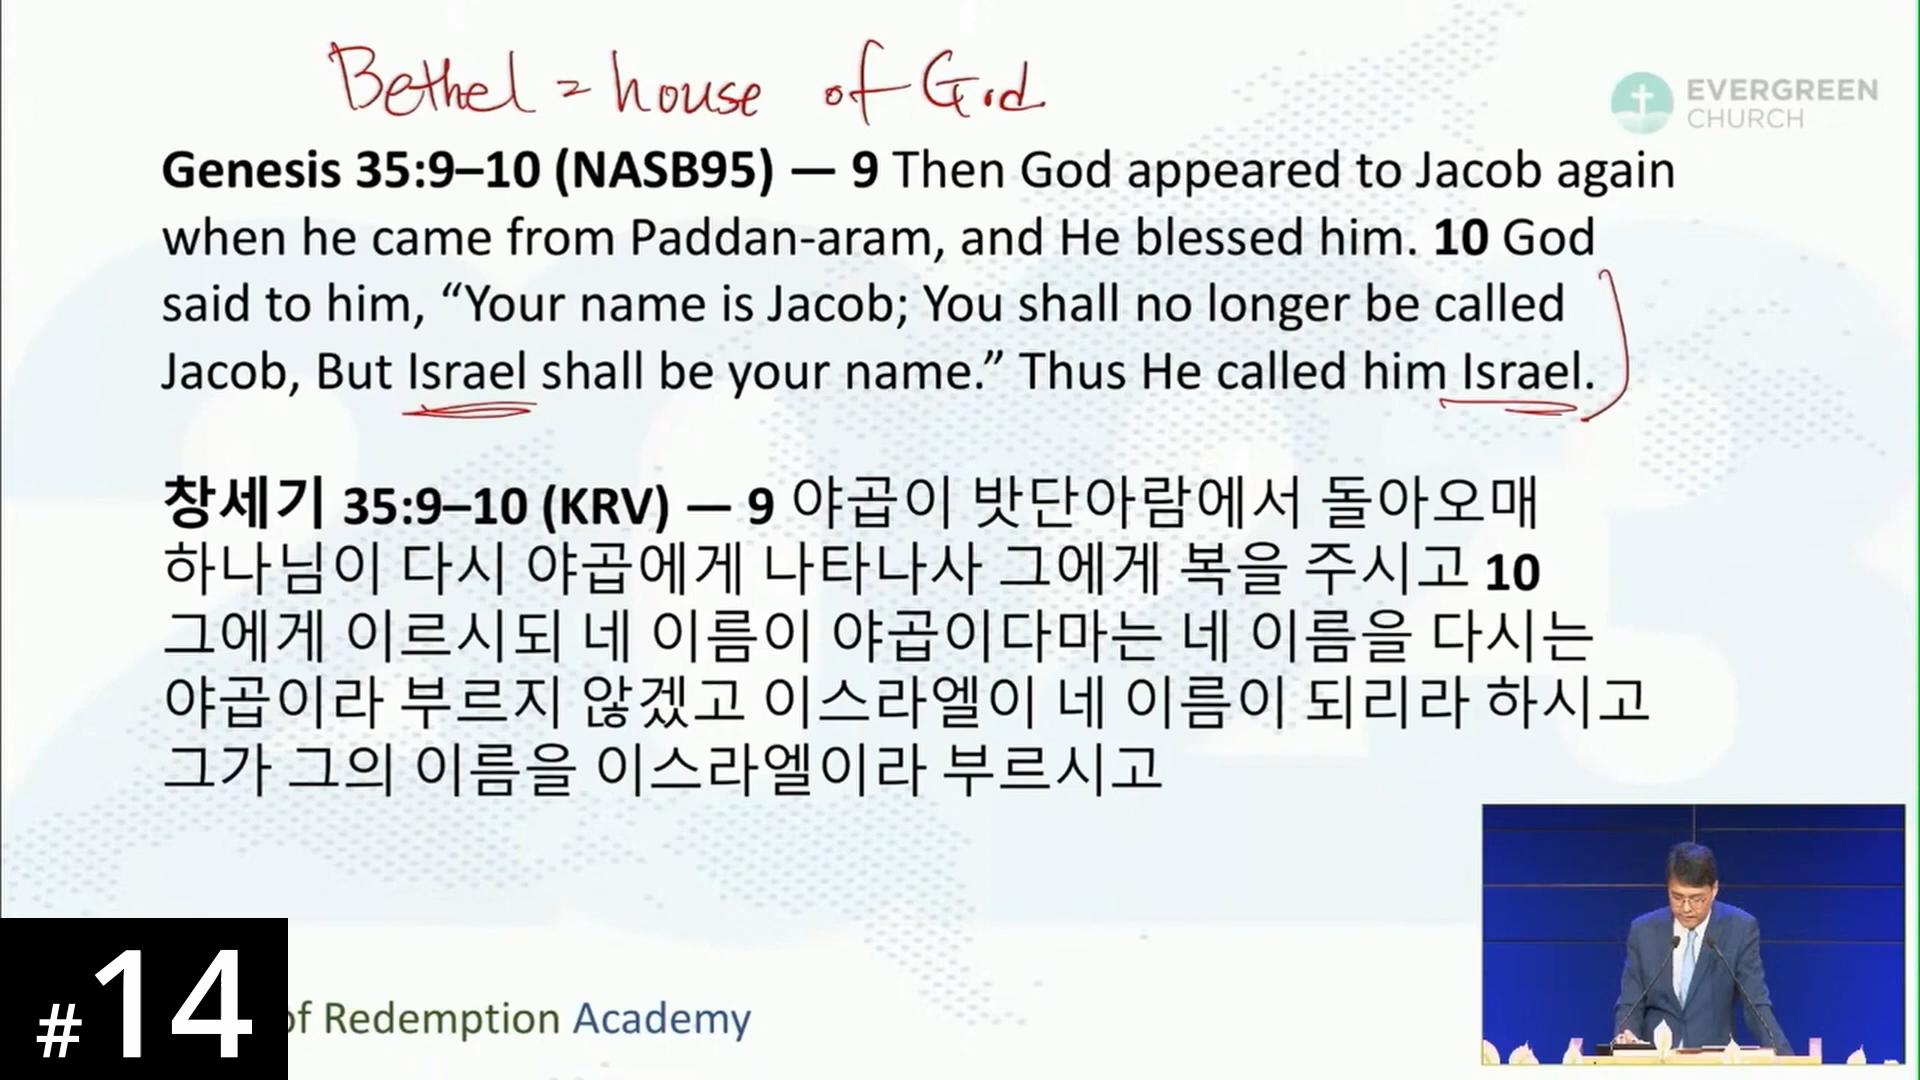 Bethel = house of God
EVERGREEN
CHURCH
Genesis 35:9–10 (NASB95) — 9 Then God appeared to Jacob again
when he came from Paddan-aram, and He blessed him. 10 God
said to him, “Your name is Jacob; You shall no longer be called
Jacob, But Israel shall be your name.” Thus He called him Israel.
창세기 35:9–10 (KRV) — 9 야곱이 밧단아람에서 돌아오매
하나님이 다시 야곱에게 나타나사 그에게 복을 주시고 10
그에게 이르시되 네 이름이 야곱이다마는 네 이름을 다시는
야곱이라 부르지 않겠고 이스라엘이 네 이름이 되리라 하시고
그가 그의 이름을 이스라엘이라 부르시고
#14
of Redemption Academy